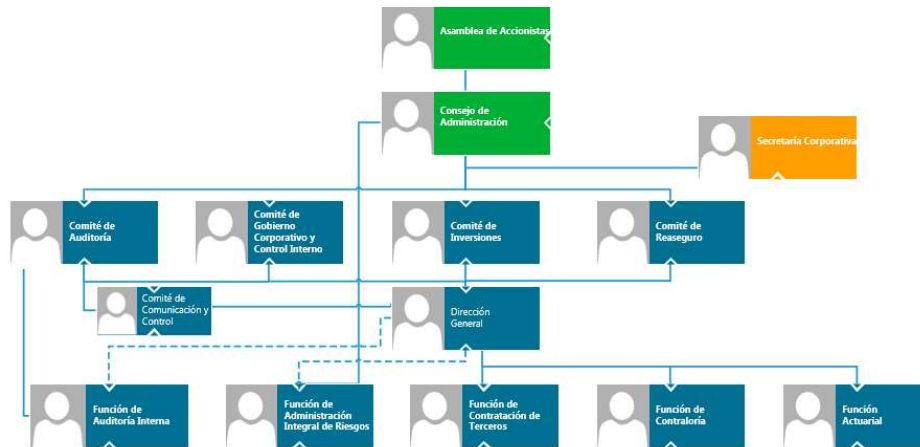 Asamblea de Accionistas
Consejo de
Administración
Secretaría Corporativa
Comité de
Auditoría
Comité de
Gobierno
Corporativo y
Control Interno
Comité de
Inversiones
Comité de
Reaseguro
Comité de
Comunicación y
Control
Dirección
General
Función de
Auditoría Interna
Función de
Administración
Integral de Riesgos
Función de
Contratación de
Terceros
Función de
Contraloría
Función
Actuarial